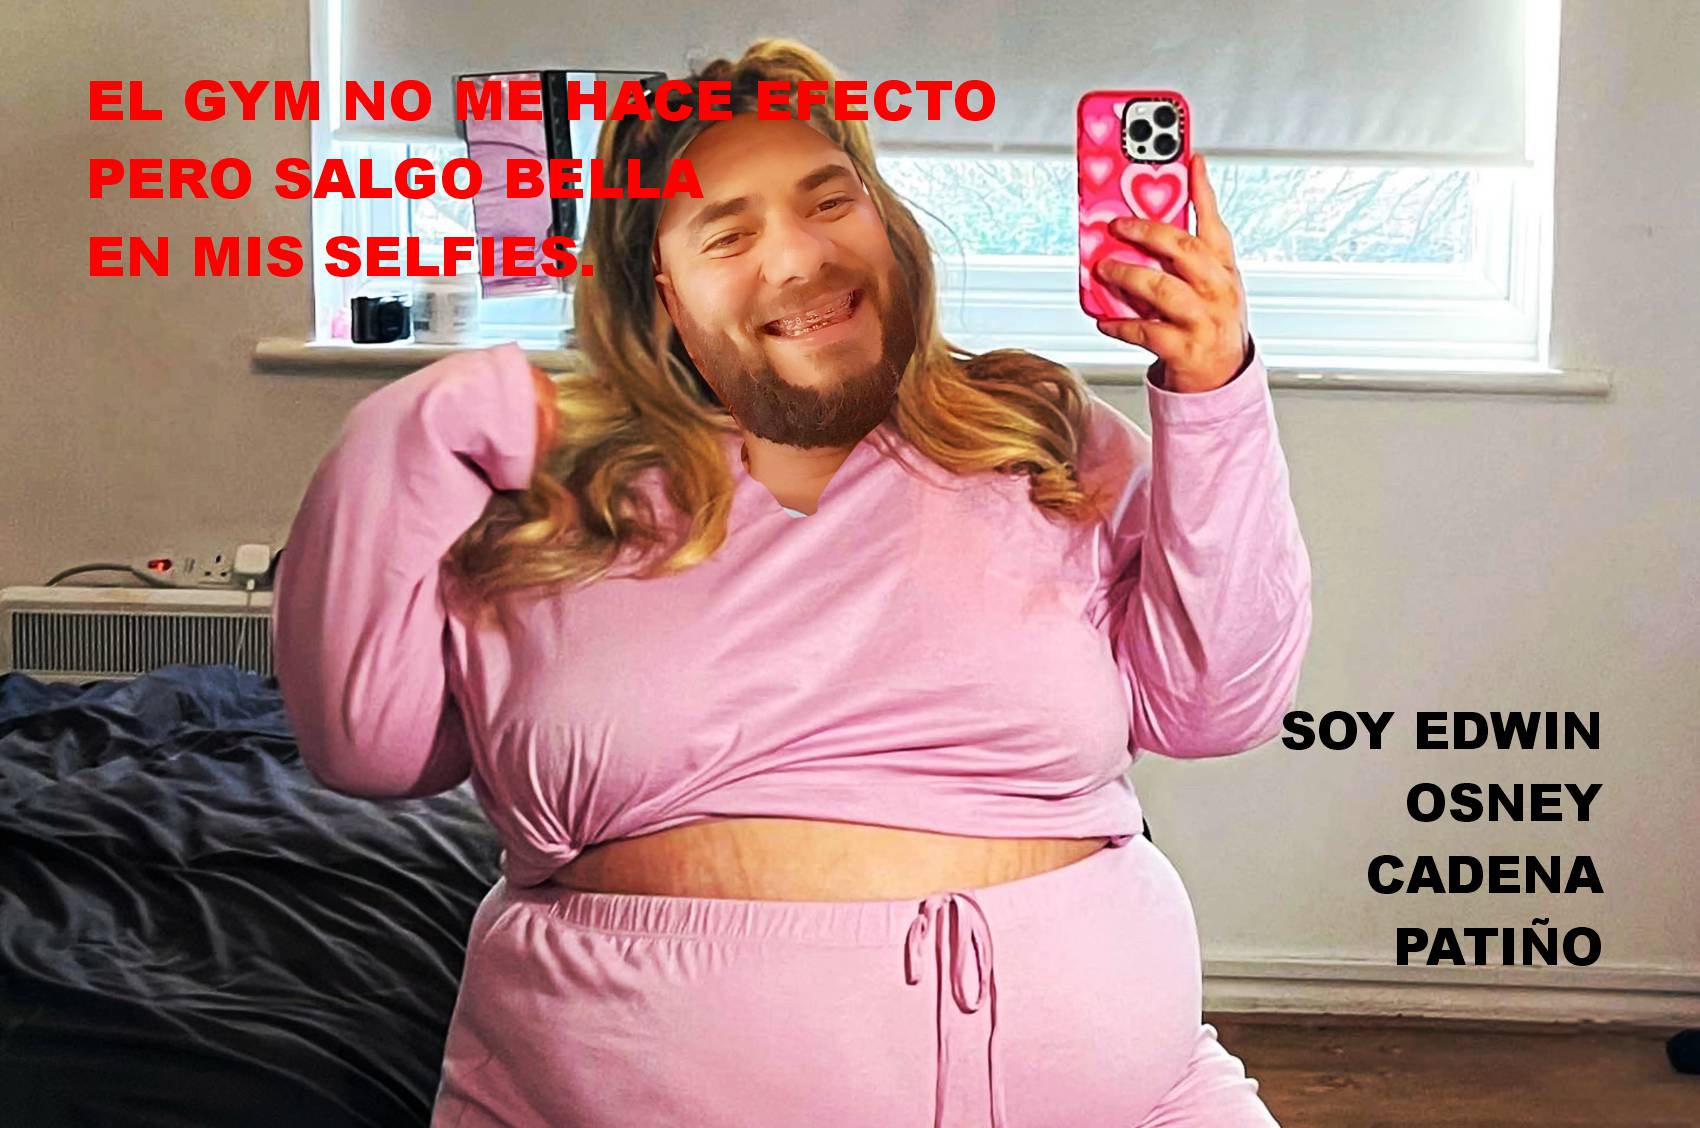 EL GYM NO ME HACE EFECTO
PERO SALGO BELLA
EN MIS SELFIES.
SOY EDWIN
OSNEY
CADENA
PATIÑO